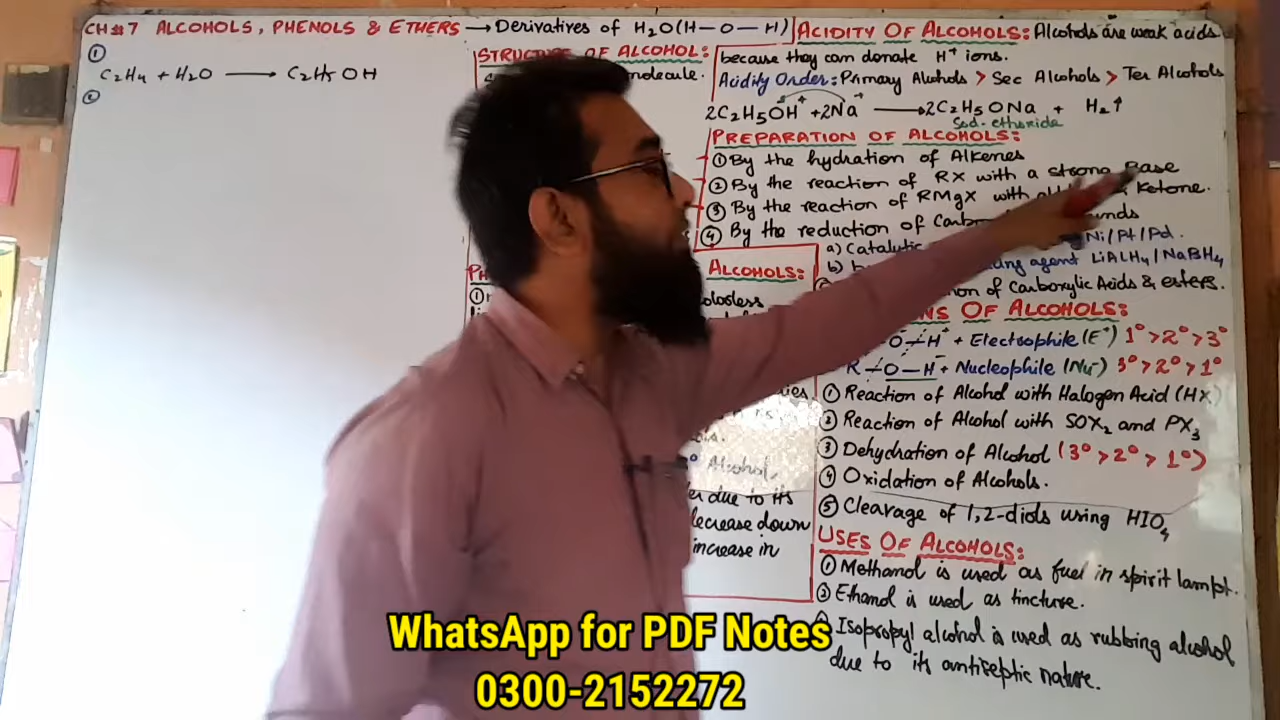 CH#7 ALCOHOLS, PHENOLS & ETHERS → Derivatives of H₂O(H—O—H)
①
C₂H₄ + H₂O ⟶ C₂H₅OH
②
STRUCTURE OF ALCOHOL:
molecule.
ALCOHOLS:
①
colorless
Alcohol.
due to its
decrease down
increase in
ACIDITY OF ALCOHOLS: Alcohols are weak acids
because they can donate H⁺ ions.
Acidity Order: Primary Alcohols > Sec Alcohols > Ter Alcohols
2C₂H₅OH⁺ + 2Na⁺ ⟶ 2C₂H₅ONa + H₂↑
Sod-ethoxide
PREPARATION OF ALCOHOLS:
① By the hydration of Alkenes
② By the reaction of RX with a strong Base
③ By the reaction of RMgX with Ketone.
④ By the reduction of
a) Catalytic Ni/Pt/Pd.
b) agent LiAlH₄/NaBH₄
of Carboxylic Acids & esters.
OF ALCOHOLS:
O—H⁺ + Electrophile (E⁺) 1°>2°>3°
R—O—H + Nucleophile (Nu⁻) 3°>2°>1°
① Reaction of Alcohol with Halogen Acid (HX)
② Reaction of Alcohol with SOX₂ and PX₃
③ Dehydration of Alcohol (3°>2°>1°)
④ Oxidation of Alcohols.
⑤ Clearage of 1,2-diols using HIO₄
USES OF ALCOHOLS:
① Methanol is used as fuel in spirit lampt.
② Ethanol is used as tincture.
Isopropyl alcohol is used as rubbing alcohol
due to its antiseptic nature.
WhatsApp for PDF Notes
0300-2152272